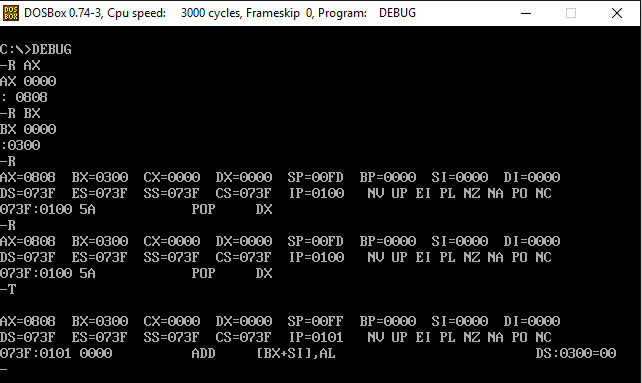 DOSBox 0.74-3, Cpu speed: 3000 cycles, Frameskip 0, Program: DEBUG
DOS
BOX
C:\>DEBUG
-R AX
AX 0000
: 0808
-R BX
BX 0000
:0300
-R
AX=0808 BX=0300 CX=0000 DX=0000 SP=00FD BP=0000 SI=0000 DI=0000
DS=073F ES=073F SS=073F CS=073F IP=0100 NV UP EI PL NZ NA PO NC
073F:0100 5A POP DX
-R
AX=0808 BX=0300 CX=0000 DX=0000 SP=00FD BP=0000 SI=0000 DI=0000
DS=073F ES=073F SS=073F CS=073F IP=0100 NV UP EI PL NZ NA PO NC
073F:0100 5A POP DX
-T
AX=0808 BX=0300 CX=0000 DX=0000 SP=00FF BP=0000 SI=0000 DI=0000
DS=073F ES=073F SS=073F CS=073F IP=0101 NV UP EI PL NZ NA PO NC
073F:0101 0000 ADD [BX+SI],AL DS:0300=00
-